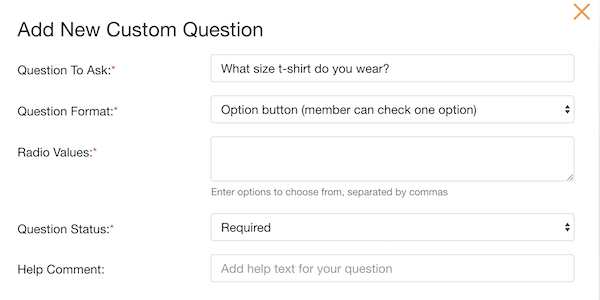 Add New Custom Question
Question To Ask:* What size t-shirt do you wear?
Question Format:* Option button (member can check one option)
Radio Values:*
Enter options to choose from, separated by commas
Question Status:* Required
Help Comment: Add help text for your question